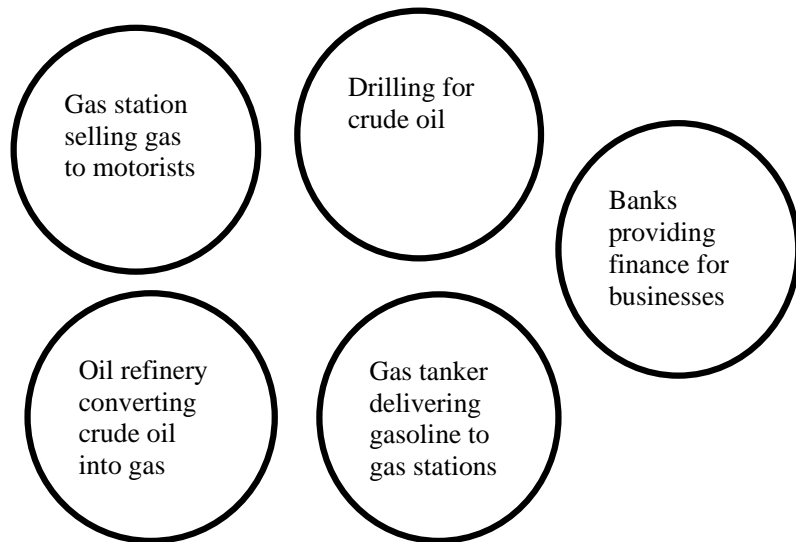 Gas station
selling gas
to motorists
Drilling for
crude oil
Banks
providing
finance for
businesses
Oil refinery
converting
crude oil
into gas
Gas tanker
delivering
gasoline to
gas stations